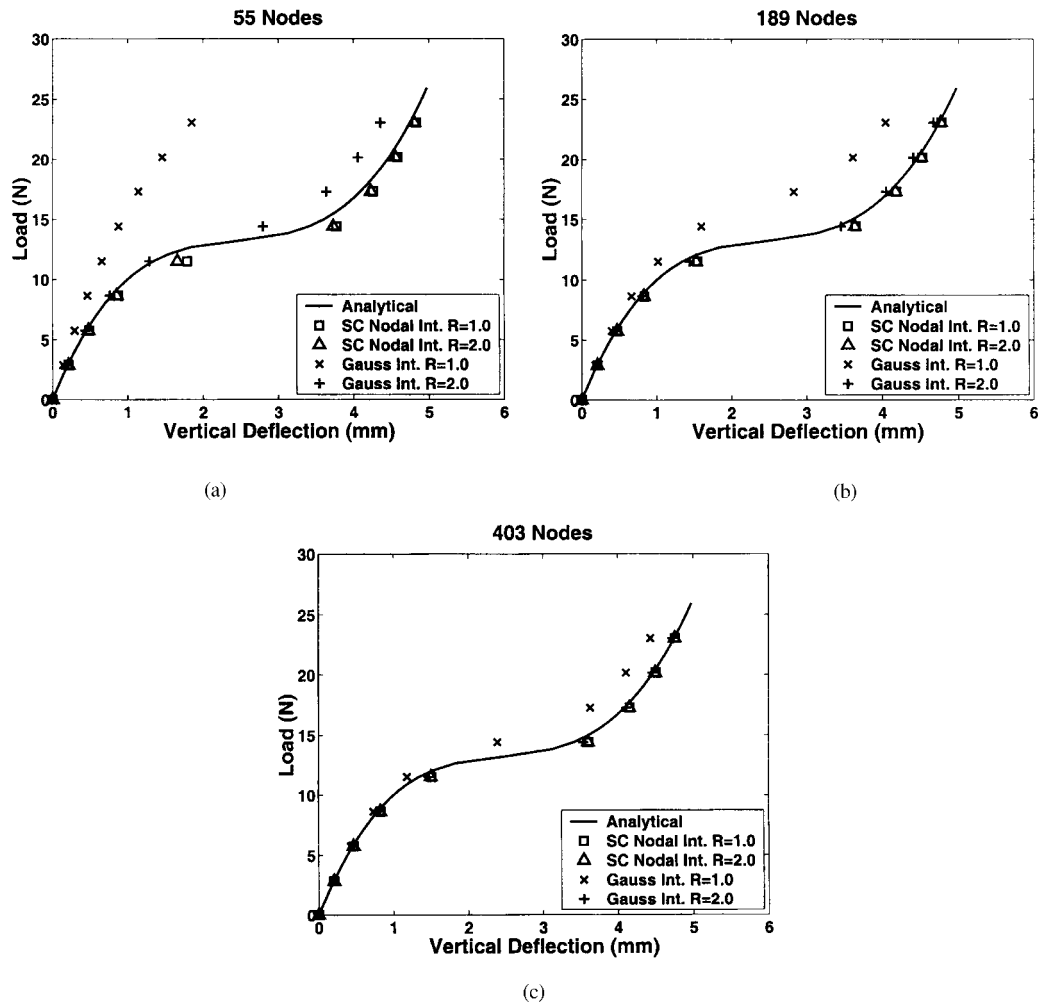 55 Nodes
30
25
20
15
10
5
0
Load (N)
0 1 2 3 4 5 6
Vertical Deflection (mm)
Analytical
SC Nodal Int. R=1.0
SC Nodal Int. R=2.0
Gauss Int. R=1.0
Gauss Int. R=2.0
(a)
189 Nodes
30
25
20
15
10
5
0
Load (N)
0 1 2 3 4 5 6
Vertical Deflection (mm)
Analytical
SC Nodal Int. R=1.0
SC Nodal Int. R=2.0
Gauss Int. R=1.0
Gauss Int. R=2.0
(b)
403 Nodes
30
25
20
15
10
5
0
Load (N)
0 1 2 3 4 5 6
Vertical Deflection (mm)
Analytical
SC Nodal Int. R=1.0
SC Nodal Int. R=2.0
Gauss Int. R=1.0
Gauss Int. R=2.0
(c)